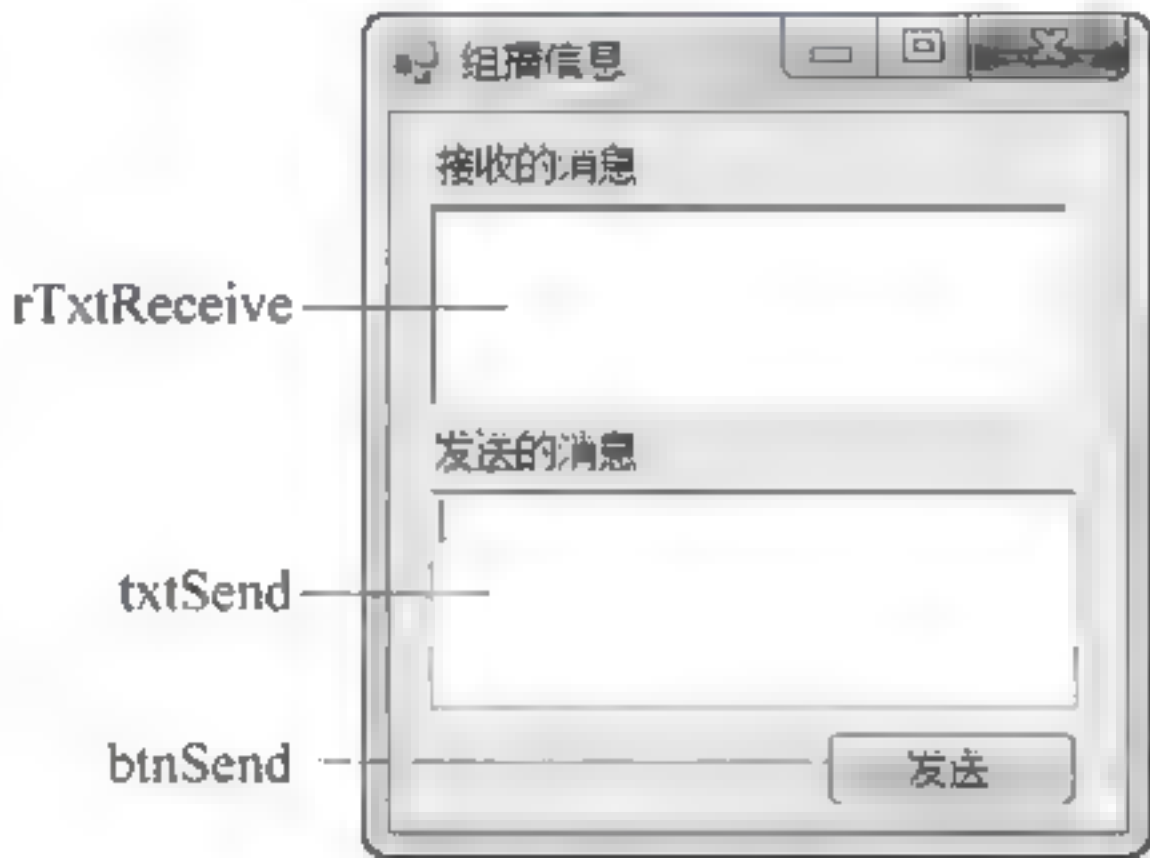 组播信息
接收的消息
rTxtReceive
发送的消息
txtSend
btnSend
发送